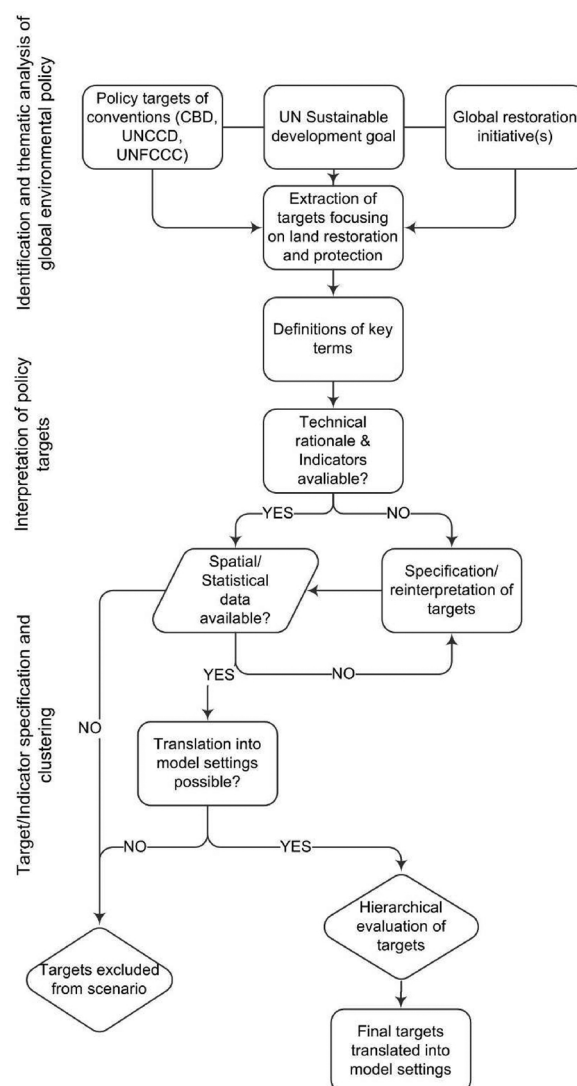 Identification and thematic analysis of
global environmental policy
Policy targets of
conventions (CBD,
UNCCD,
UNFCCC)
UN Sustainable
development goal
Global restoration
initiative(s)
Extraction of
targets focusing
on land restoration
and protection
Definitions of key
terms
Interpretation of policy
targets
Technical
rationale &
Indicators
avaliable?
YES
NO
Spatial/
Statistical
data
available?
Specification/
reinterpretation of
targets
YES
NO
NO
Target/Indicator specification and
clustering
Translation into
model settings
possible?
NO
YES
Hierarchical
evaluation of
targets
Targets excluded
from scenario
Final targets
translated into
model settings